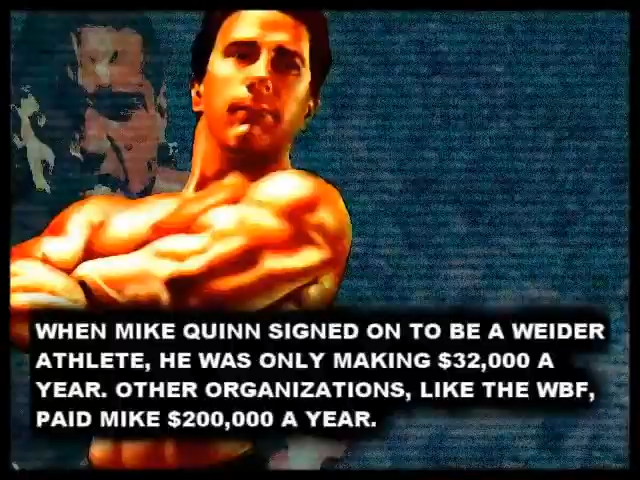 WHEN MIKE QUINN SIGNED ON TO BE A WEIDER
ATHLETE, HE WAS ONLY MAKING $32,000 A
YEAR. OTHER ORGANIZATIONS, LIKE THE WBF,
PAID MIKE $200,000 A YEAR.